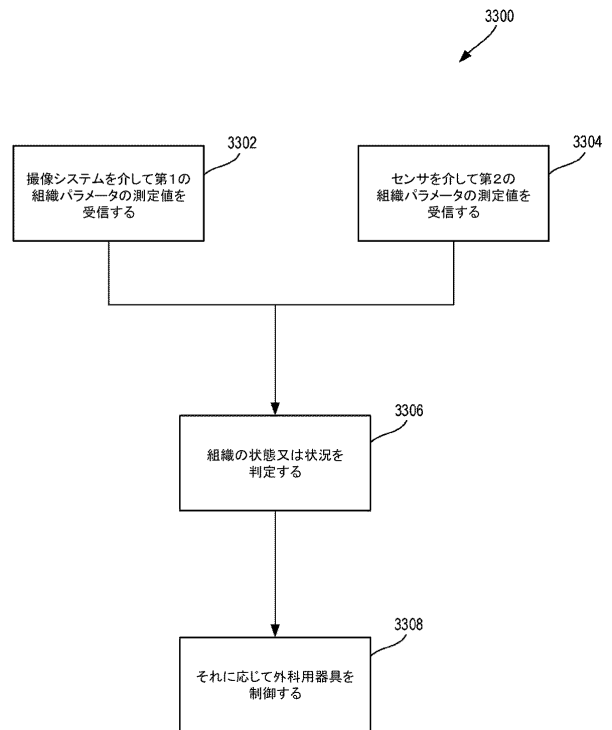 3300
3302
撮像システムを介して第1の
組織パラメータの測定値を
受信する
3304
センサを介して第2の
組織パラメータの測定値を
受信する
3306
組織の状態又は状況を
判定する
3308
それに応じて外科用器具を
制御する